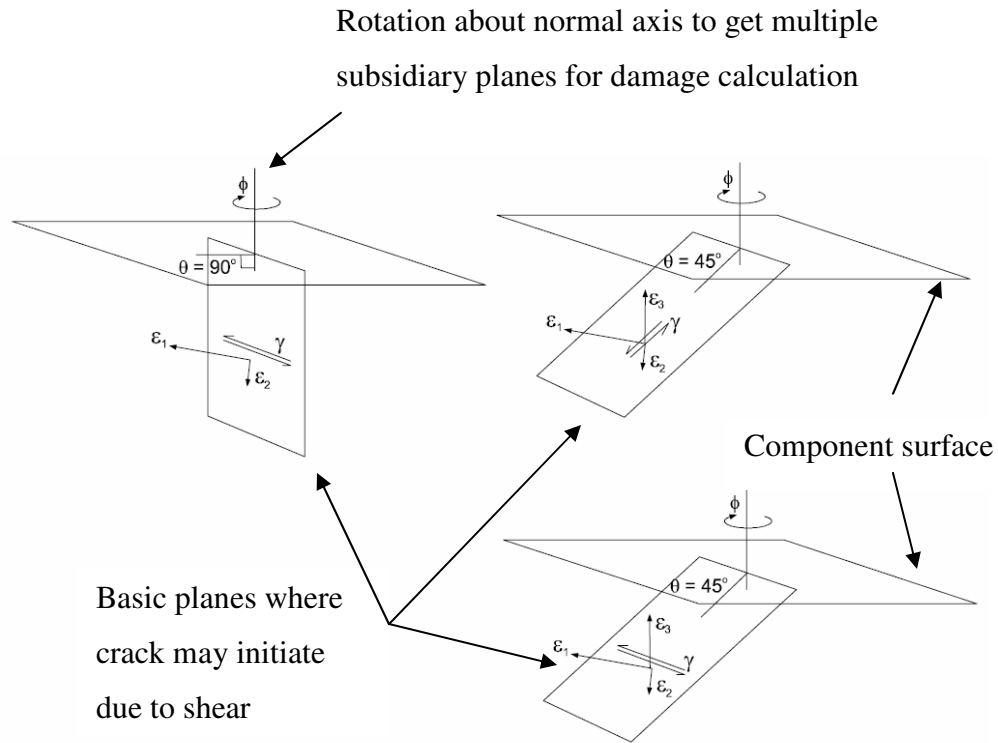 Rotation about normal axis to get multiple
subsidiary planes for damage calculation
ϕ
θ = 90°
ε1
γ
ε2
ϕ
θ = 45°
ε3
ε1
γ
ε2
Component surface
ϕ
θ = 45°
ε3
ε1
γ
ε2
Basic planes where
crack may initiate
due to shear